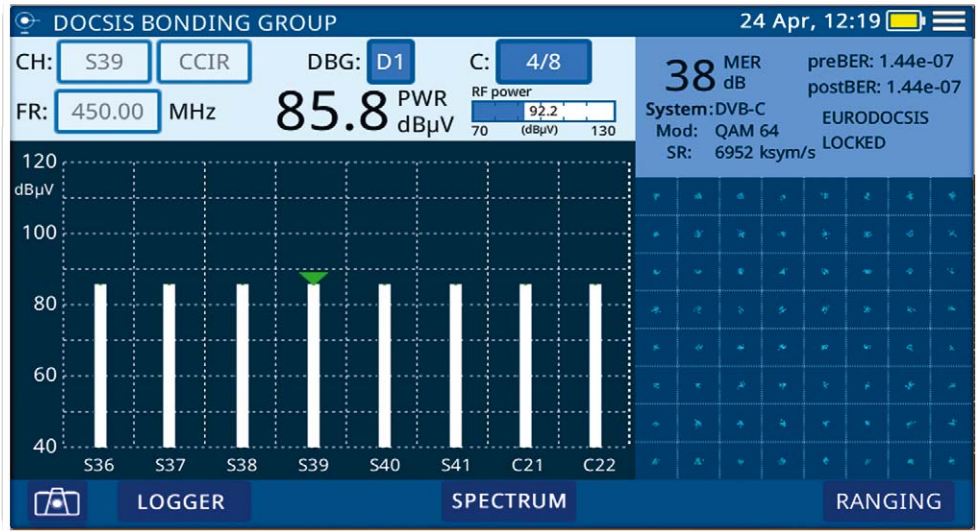 DOCSIS BONDING GROUP
24 Apr, 12:19
CH: S39 CCIR DBG: D1 C: 4/8
FR: 450.00 MHz 85.8 PWR dBµV
RF power
92.2
70 (dBµV) 130
38 MER dB
preBER: 1.44e-07
postBER: 1.44e-07
System: DVB-C
Mod: QAM 64
SR: 6952 ksym/s
EURODOCSIS
LOCKED
120
dBµV
100
80
60
40
S36 S37 S38 S39 S40 S41 C21 C22
LOGGER SPECTRUM RANGING